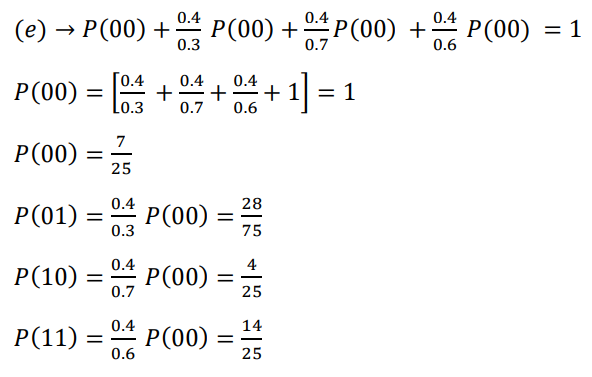 (e) → P(00) + 0.4/0.3 P(00) + 0.4/0.7 P(00) + 0.4/0.6 P(00) = 1
P(00) = [0.4/0.3 + 0.4/0.7 + 0.4/0.6 + 1] = 1
P(00) = 7/25
P(01) = 0.4/0.3 P(00) = 28/75
P(10) = 0.4/0.7 P(00) = 4/25
P(11) = 0.4/0.6 P(00) = 14/25